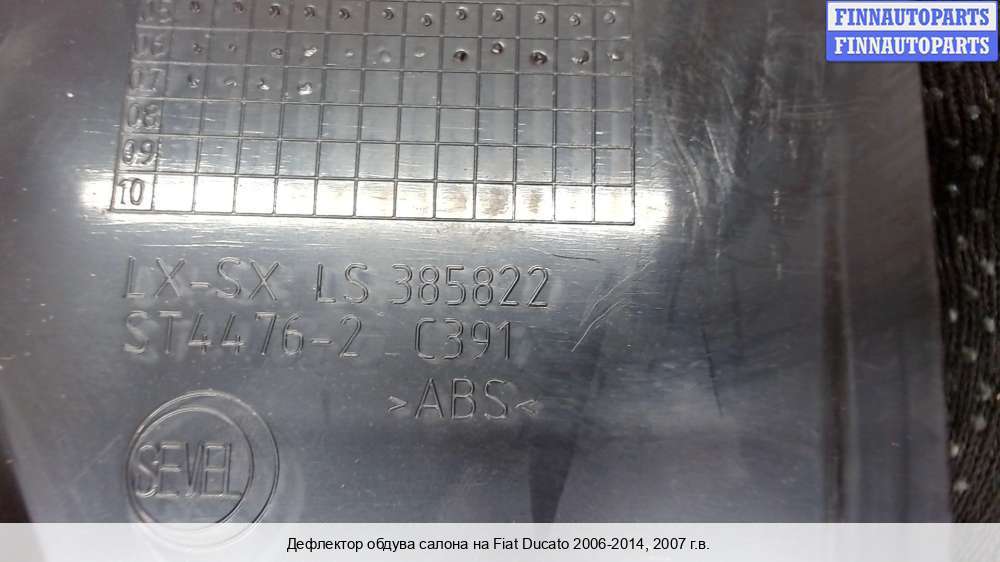 FINNAUTOPARTS
FINNAUTOPARTS
05
06
07
08
09
10
LX-SX LS 385822
ST4476-2 C391
>ABS<
SEVEL
Дефлектор обдува салона на Fiat Ducato 2006-2014, 2007 г.в.